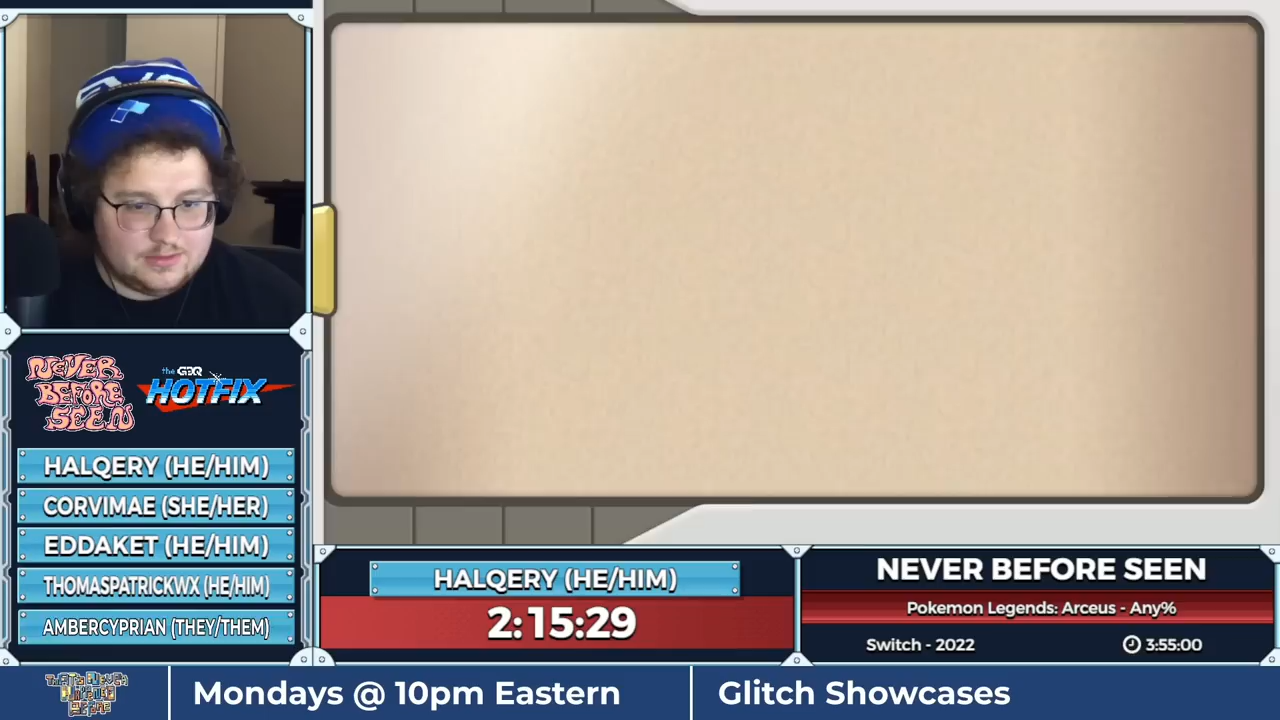 NEVER
BEFORE
SEEN
the GDQ
HOTFIX
HALQERY (HE/HIM)
CORVIMAE (SHE/HER)
EDDAKET (HE/HIM)
THOMASPATRICKWX (HE/HIM)
AMBERCYPRIAN (THEY/THEM)
HALQERY (HE/HIM)
2:15:29
NEVER BEFORE SEEN
Pokemon Legends: Arceus - Any%
Switch - 2022
3:55:00
Mondays @ 10pm Eastern
Glitch Showcases